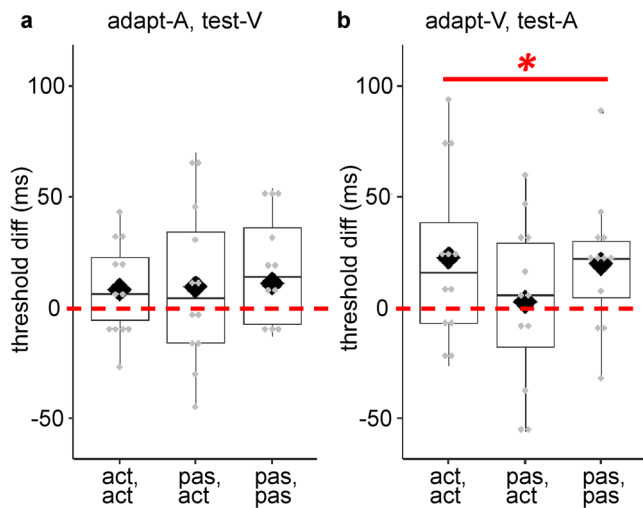 a adapt-A, test-V
threshold diff (ms)
100
50
0
-50
act, pas, pas,
act act pas
b adapt-V, test-A
*
threshold diff (ms)
100
50
0
-50
act, pas, pas,
act act pas